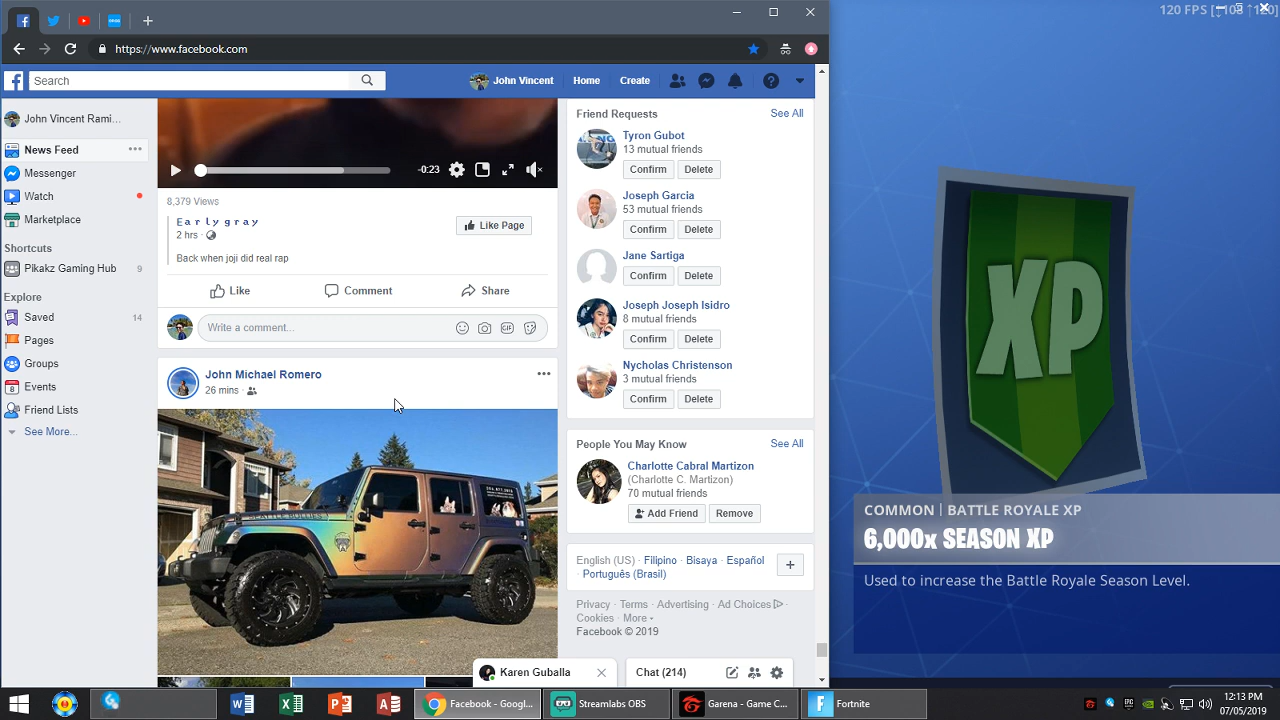 120 FPS
https://www.facebook.com
Search
John Vincent
Home
Create
John Vincent Rami...
News Feed
Messenger
Watch
Marketplace
Shortcuts
Pikakz Gaming Hub 9
Explore
Saved 14
Pages
Groups
Events
Friend Lists
See More...
-0:23
8,379 Views
Early gray
2 hrs ·
Like Page
Back when joji did real rap
Like
Comment
Share
Write a comment...
GIF
John Michael Romero
26 mins ·
SEATTLE BULLIES
Friend Requests
See All
Tyron Gubot
13 mutual friends
Confirm
Delete
Joseph Garcia
53 mutual friends
Confirm
Delete
Jane Sartiga
Confirm
Delete
Joseph Joseph Isidro
8 mutual friends
Confirm
Delete
Nycholas Christenson
3 mutual friends
Confirm
Delete
People You May Know
See All
Charlotte Cabral Martizon
(Charlotte C. Martizon)
70 mutual friends
Add Friend
Remove
English (US) · Filipino · Bisaya · Español
· Português (Brasil)
Privacy · Terms · Advertising · Ad Choices ·
Cookies · More
Facebook © 2019
Karen Guballa
Chat (214)
XP
COMMON | BATTLE ROYALE XP
6,000x SEASON XP
Used to increase the Battle Royale Season Level.
Facebook - Googl...
Streamlabs OBS
Garena - Game C...
Fortnite
12:13 PM
07/05/2019